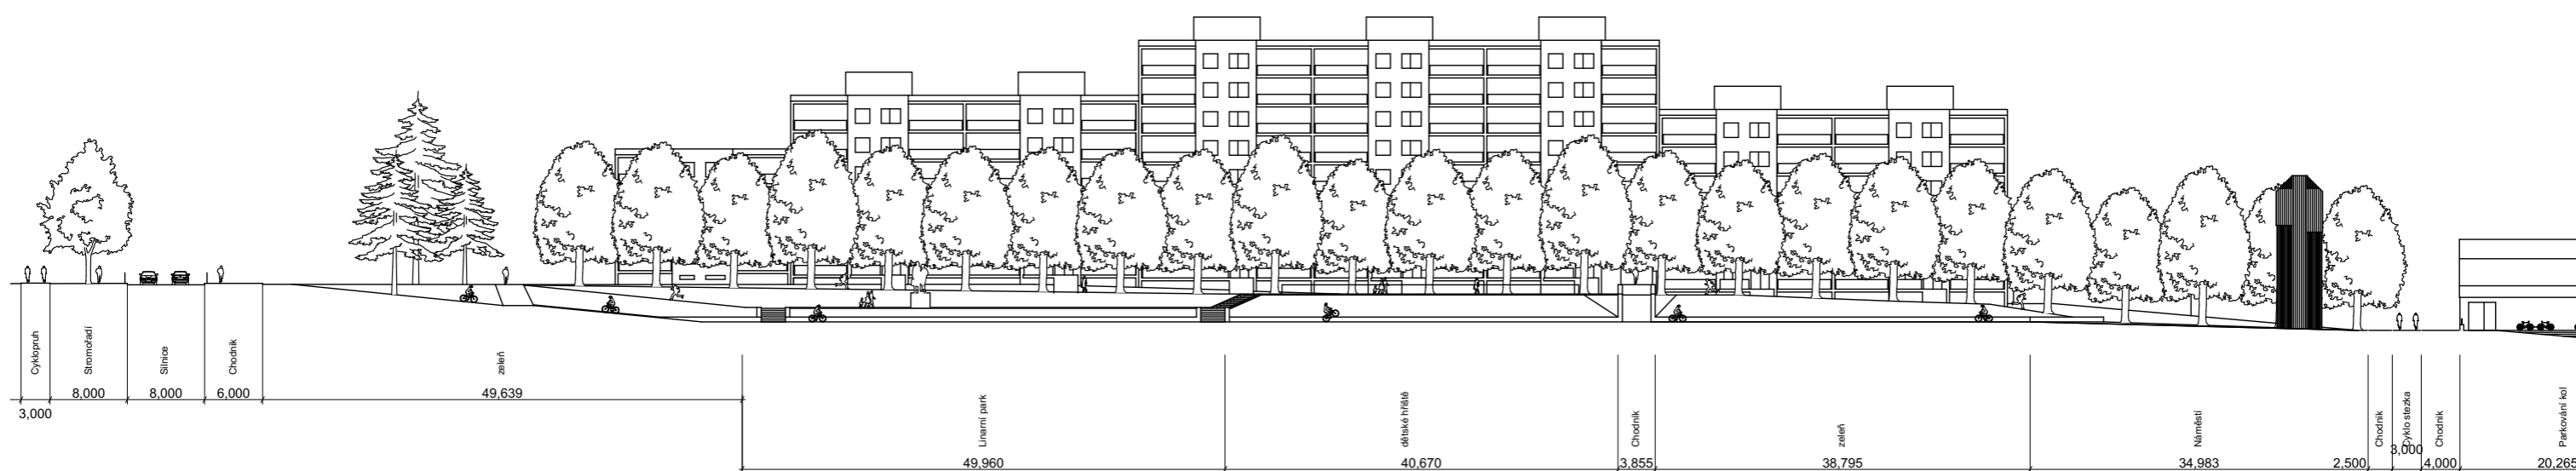 Cyklopruh
Stromořadí
Silnice
Chodník
zeleň
3,000
8,000
8,000
6,000
49,639
Linarní park
dětské hřiště
Chodník
zeleň
Náměstí
Chodník
Cyklo stezka
Chodník
Parkování kol
49,960
40,670
3,855
38,795
34,983
2,500
3,000
4,000
20,265